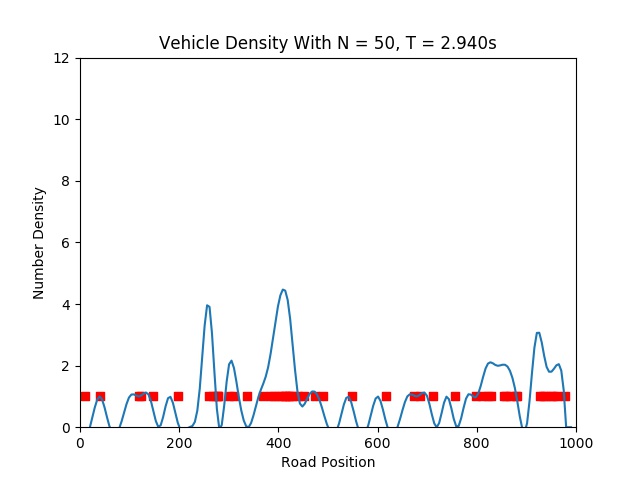 Vehicle Density With N = 50, T = 2.940s
12
10
8
6
4
2
0
Number Density
0 200 400 600 800 1000
Road Position